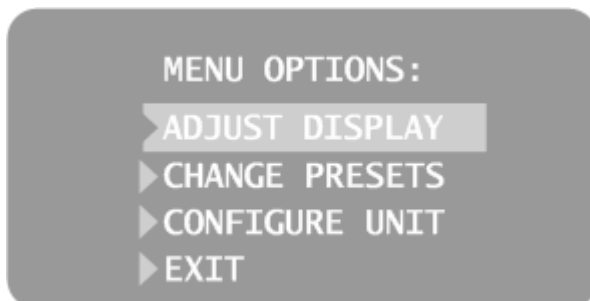 MENU OPTIONS:
ADJUST DISPLAY
CHANGE PRESETS
CONFIGURE UNIT
EXIT